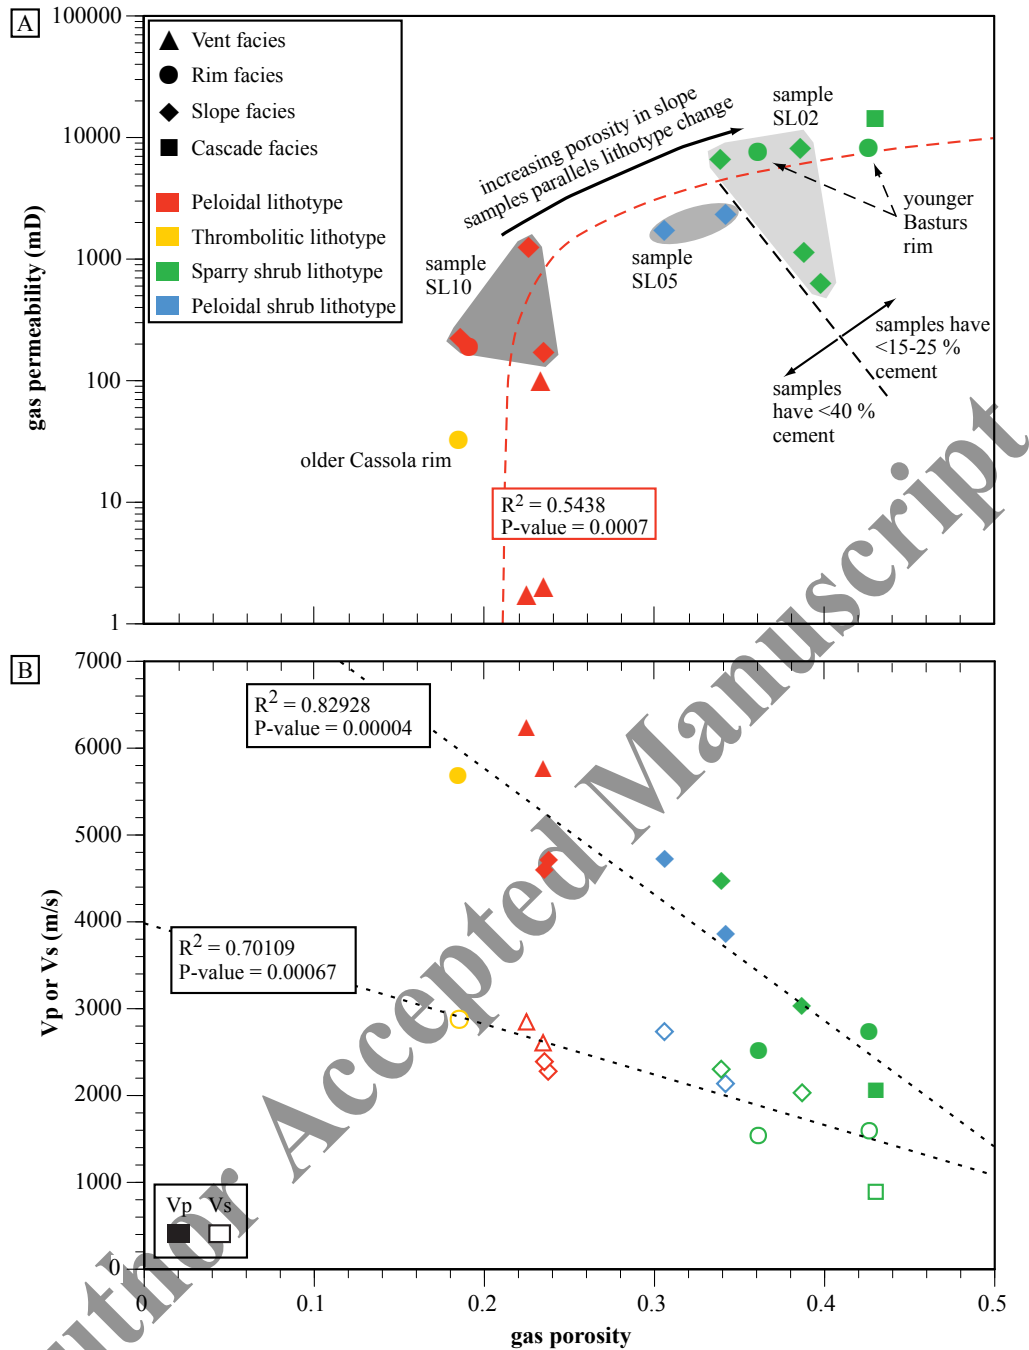 A
100000
10000
1000
100
10
1
gas permeability (mD)
Vent facies
Rim facies
Slope facies
Cascade facies
Peloidal lithotype
Thrombolitic lithotype
Sparry shrub lithotype
Peloidal shrub lithotype
increasing porosity in slope
samples parallels lithotype change
sample
SL02
sample
SL10
sample
SL05
younger
Basturs
rim
samples have
<15-25 %
cement
samples
have <40 %
cement
older Cassola rim
R2 = 0.5438
P-value = 0.0007
B
7000
6000
5000
4000
3000
2000
1000
0
Vp or Vs (m/s)
R2 = 0.82928
P-value = 0.00004
R2 = 0.70109
P-value = 0.00067
Vp Vs
0 0.1 0.2 0.3 0.4 0.5
gas porosity
Author Accepted Manuscript